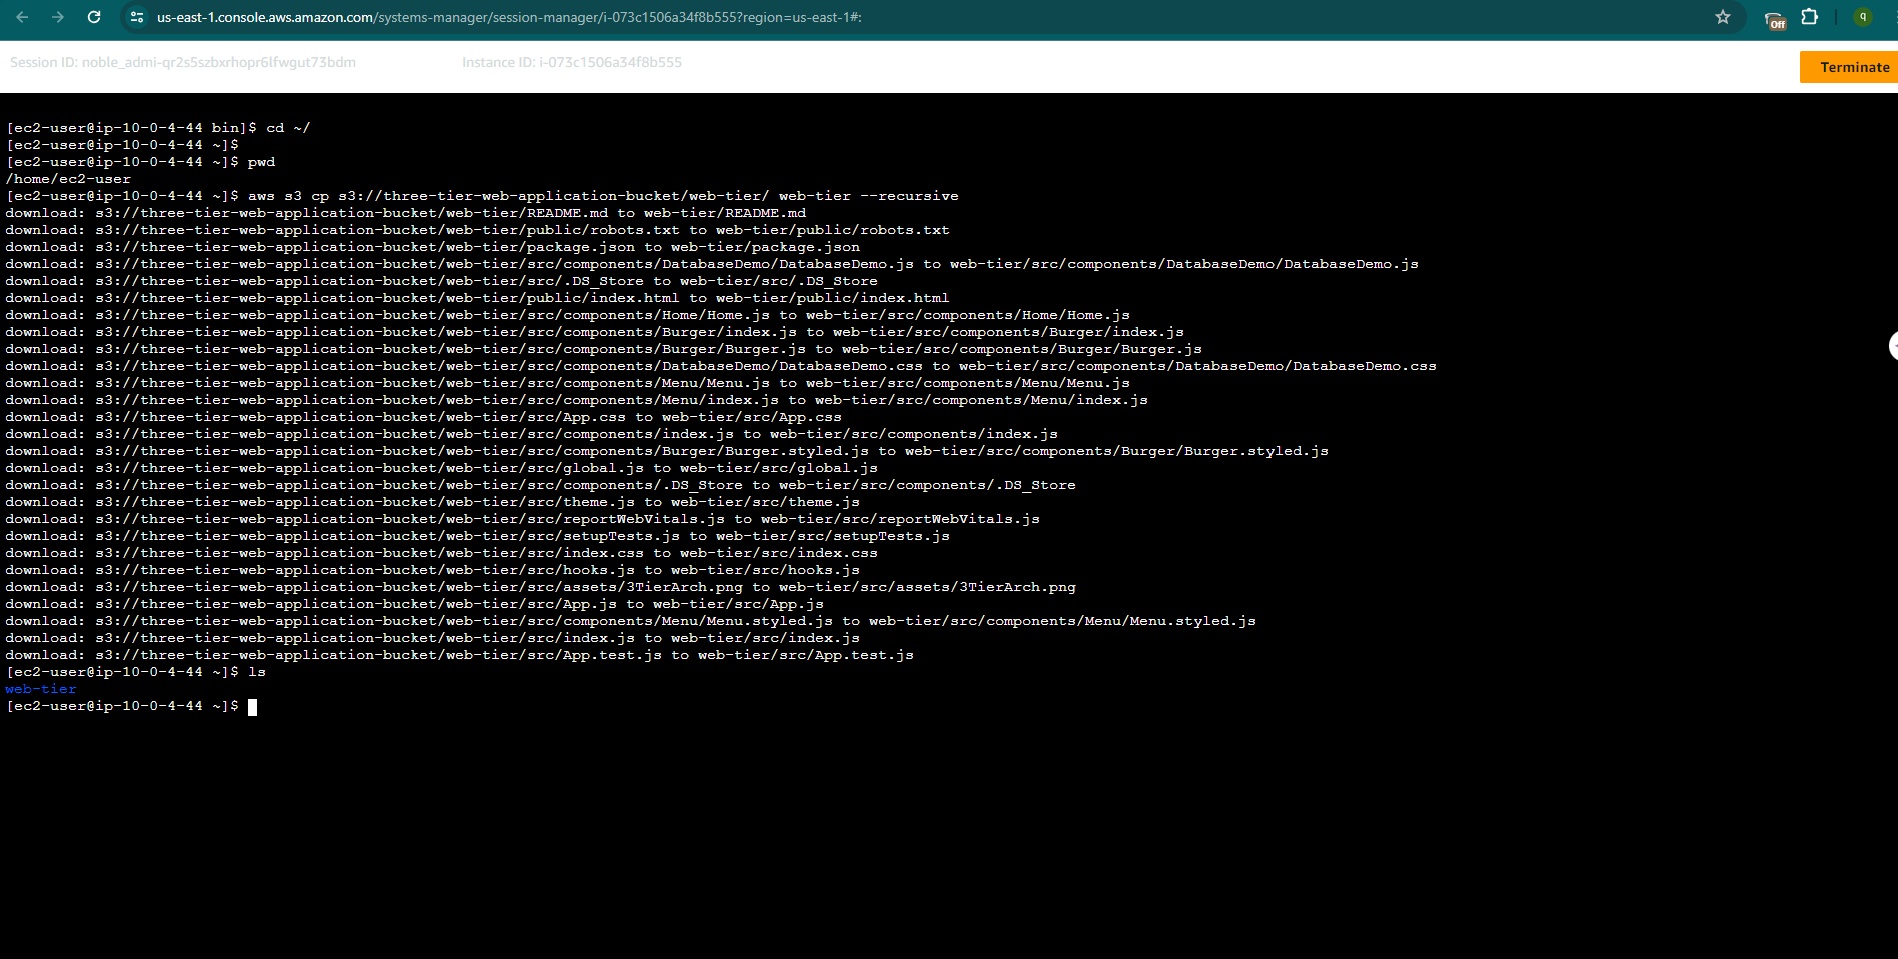 us-east-1.console.aws.amazon.com/systems-manager/session-manager/i-073c1506a34f8b555?region=us-east-1#:
Off
q
Session ID: noble_admi-qr2s5szbxrhopr6lfwgut73bdm
Instance ID: i-073c1506a34f8b555
Terminate
[ec2-user@ip-10-0-4-44 bin]$ cd ~/
[ec2-user@ip-10-0-4-44 ~]$
[ec2-user@ip-10-0-4-44 ~]$ pwd
/home/ec2-user
[ec2-user@ip-10-0-4-44 ~]$ aws s3 cp s3://three-tier-web-application-bucket/web-tier/ web-tier --recursive
download: s3://three-tier-web-application-bucket/web-tier/README.md to web-tier/README.md
download: s3://three-tier-web-application-bucket/web-tier/public/robots.txt to web-tier/public/robots.txt
download: s3://three-tier-web-application-bucket/web-tier/package.json to web-tier/package.json
download: s3://three-tier-web-application-bucket/web-tier/src/components/DatabaseDemo/DatabaseDemo.js to web-tier/src/components/DatabaseDemo/DatabaseDemo.js
download: s3://three-tier-web-application-bucket/web-tier/src/.DS_Store to web-tier/src/.DS_Store
download: s3://three-tier-web-application-bucket/web-tier/public/index.html to web-tier/public/index.html
download: s3://three-tier-web-application-bucket/web-tier/src/components/Home/Home.js to web-tier/src/components/Home/Home.js
download: s3://three-tier-web-application-bucket/web-tier/src/components/Burger/index.js to web-tier/src/components/Burger/index.js
download: s3://three-tier-web-application-bucket/web-tier/src/components/Burger/Burger.js to web-tier/src/components/Burger/Burger.js
download: s3://three-tier-web-application-bucket/web-tier/src/components/DatabaseDemo/DatabaseDemo.css to web-tier/src/components/DatabaseDemo/DatabaseDemo.css
download: s3://three-tier-web-application-bucket/web-tier/src/components/Menu/Menu.js to web-tier/src/components/Menu/Menu.js
download: s3://three-tier-web-application-bucket/web-tier/src/components/Menu/index.js to web-tier/src/components/Menu/index.js
download: s3://three-tier-web-application-bucket/web-tier/src/App.css to web-tier/src/App.css
download: s3://three-tier-web-application-bucket/web-tier/src/components/index.js to web-tier/src/components/index.js
download: s3://three-tier-web-application-bucket/web-tier/src/components/Burger/Burger.styled.js to web-tier/src/components/Burger/Burger.styled.js
download: s3://three-tier-web-application-bucket/web-tier/src/global.js to web-tier/src/global.js
download: s3://three-tier-web-application-bucket/web-tier/src/components/.DS_Store to web-tier/src/components/.DS_Store
download: s3://three-tier-web-application-bucket/web-tier/src/theme.js to web-tier/src/theme.js
download: s3://three-tier-web-application-bucket/web-tier/src/reportWebVitals.js to web-tier/src/reportWebVitals.js
download: s3://three-tier-web-application-bucket/web-tier/src/setupTests.js to web-tier/src/setupTests.js
download: s3://three-tier-web-application-bucket/web-tier/src/index.css to web-tier/src/index.css
download: s3://three-tier-web-application-bucket/web-tier/src/hooks.js to web-tier/src/hooks.js
download: s3://three-tier-web-application-bucket/web-tier/src/assets/3TierArch.png to web-tier/src/assets/3TierArch.png
download: s3://three-tier-web-application-bucket/web-tier/src/App.js to web-tier/src/App.js
download: s3://three-tier-web-application-bucket/web-tier/src/components/Menu/Menu.styled.js to web-tier/src/components/Menu/Menu.styled.js
download: s3://three-tier-web-application-bucket/web-tier/src/index.js to web-tier/src/index.js
download: s3://three-tier-web-application-bucket/web-tier/src/App.test.js to web-tier/src/App.test.js
[ec2-user@ip-10-0-4-44 ~]$ ls
web-tier
[ec2-user@ip-10-0-4-44 ~]$